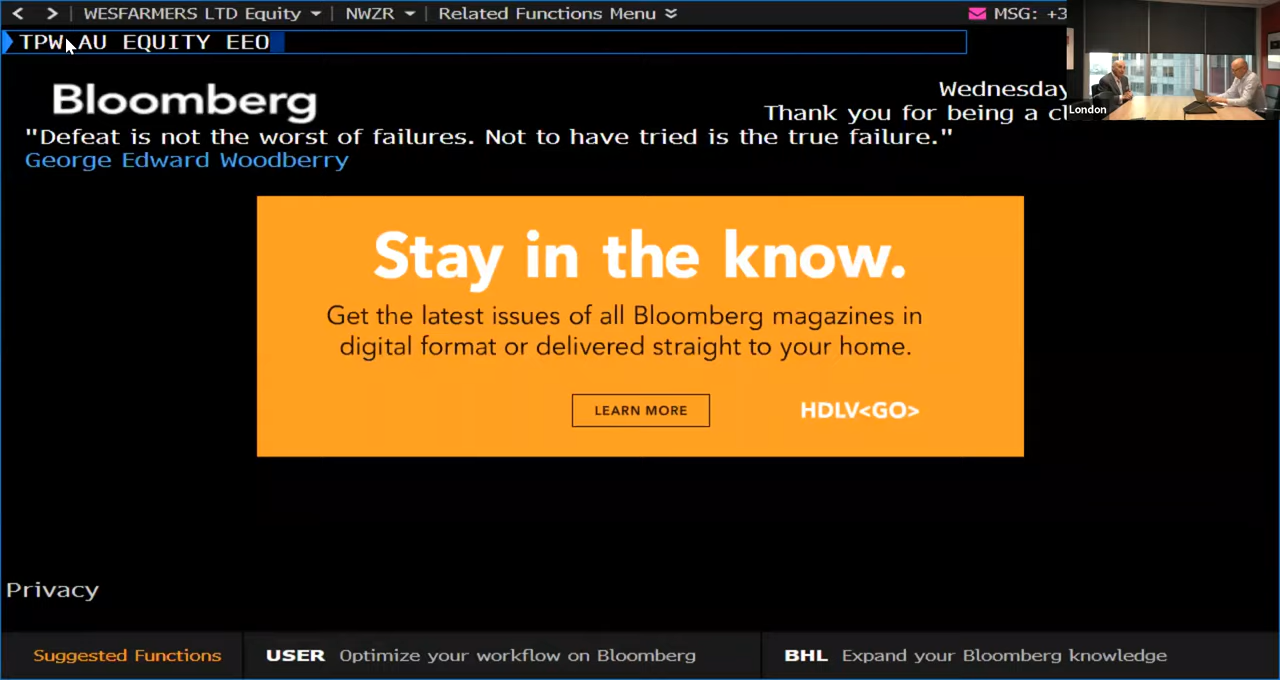 WESFARMERS LTD Equity NWZR Related Functions Menu MSG: +3
TPW AU EQUITY EEO
Bloomberg
Wednesday
Thank you for being a cl
"Defeat is not the worst of failures. Not to have tried is the true failure."
George Edward Woodberry
London
Stay in the know.
Get the latest issues of all Bloomberg magazines in
digital format or delivered straight to your home.
LEARN MORE HDLV<GO>
Privacy
Suggested Functions USER Optimize your workflow on Bloomberg BHL Expand your Bloomberg knowledge